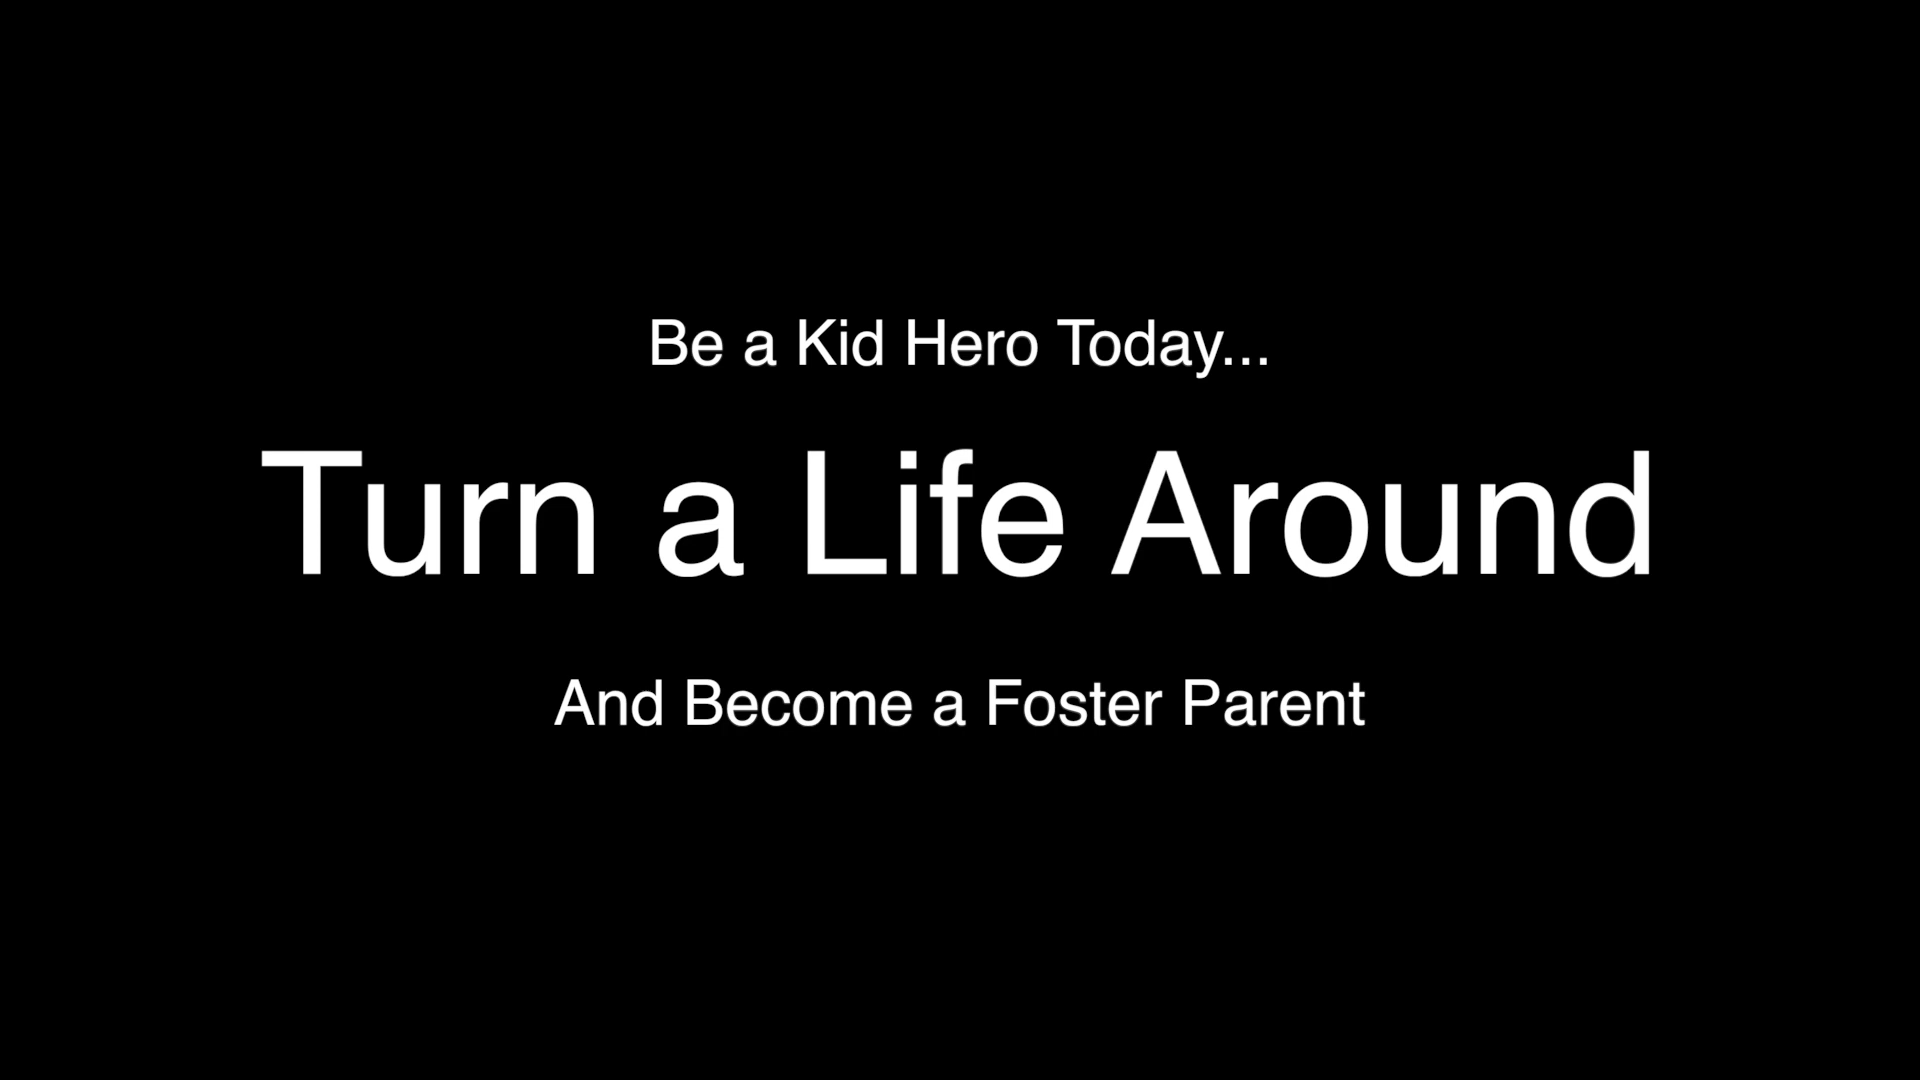 Be a Kid Hero Today...
Turn a Life Around
And Become a Foster Parent